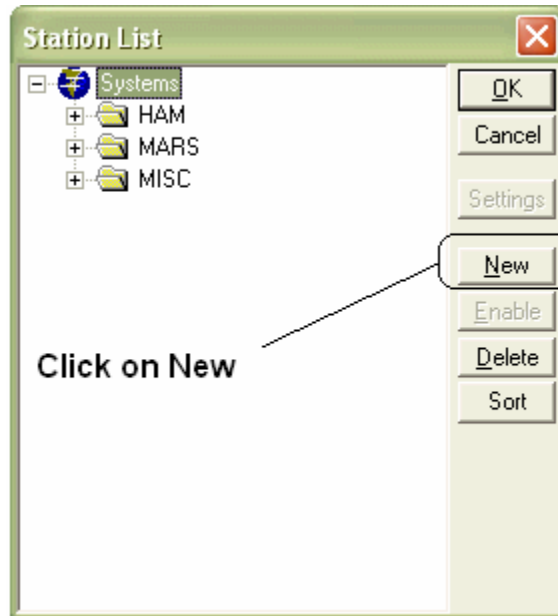 Station List
Systems
HAM
MARS
MISC
OK
Cancel
Settings
New
Enable
Delete
Sort
Click on New